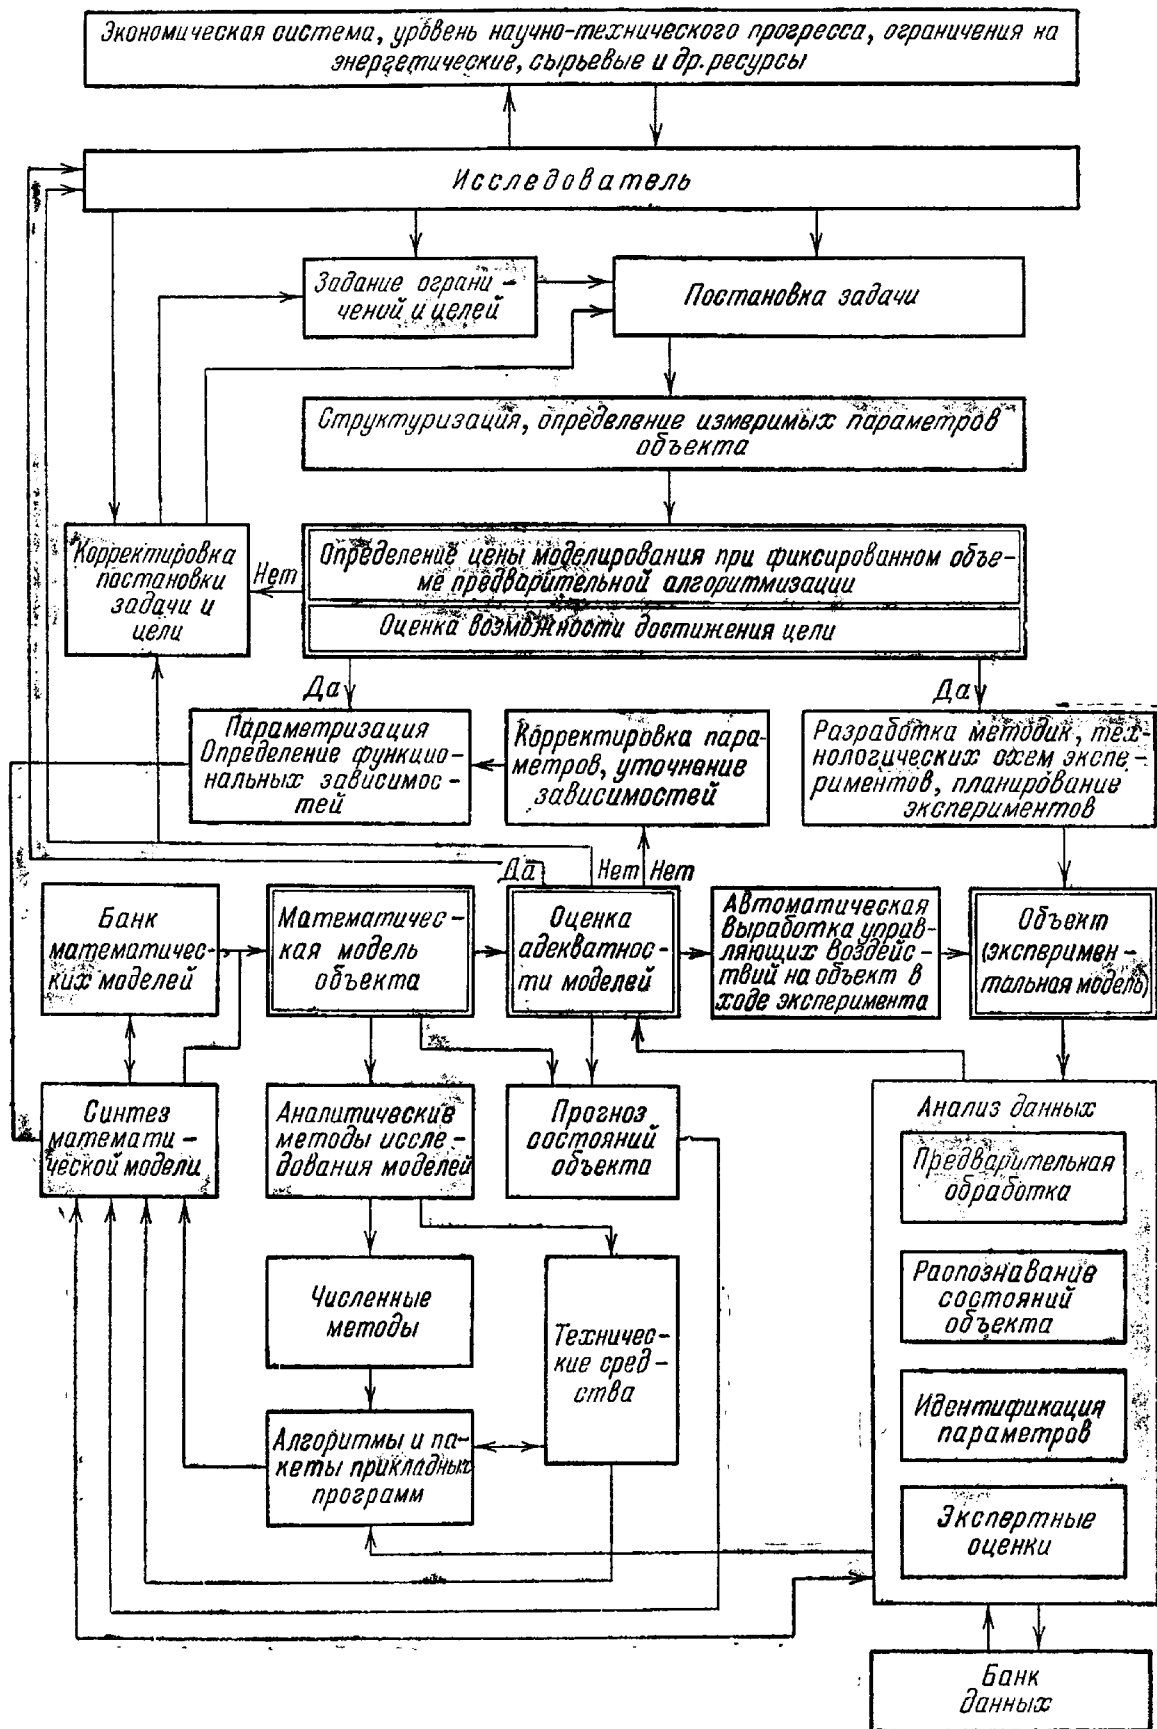 Экономическая система, уровень научно-технического прогресса, ограничения на
энергетические, сырьевые и др. ресурсы
Исследователь
Задание ограни-
чений и целей
Постановка задачи
Структуризация, определение измеримых параметров
объекта
Корректировка
постановки
задачи и
цели
Нет
Определение цены моделирования при фиксированном объе-
ме предварительной алгоритмизации
Оценка возможности достижения цели
Да
Да
Параметризация
Определение функцио-
нальных зависимос-
тей
Корректировка пара-
метров, уточнение
зависимостей
Разработка методик, тех-
нологических схем экспе-
риментов, планирование
экспериментов
Да
Нет
Нет
Банк
математичес-
ких моделей
Математичес-
кая модель
объекта
Оценка
адекватнос-
ти моделей
Автоматическая
выработка управ-
ляющих воздейс-
твий на объект в
ходе эксперимента
Объект
(эксперимен-
тальная модель)
Синтез
математи-
ческой модели
Аналитические
методы иссле-
дования моделей
Прогноз
состояний
объекта
Анализ данных
Предварительная
обработка
Распознавание
состояний
объекта
Идентификация
параметров
Экспертные
оценки
Численные
методы
Техничес-
кие сред-
ства
Алгоритмы и па-
кеты прикладных
программ
Банк
данных